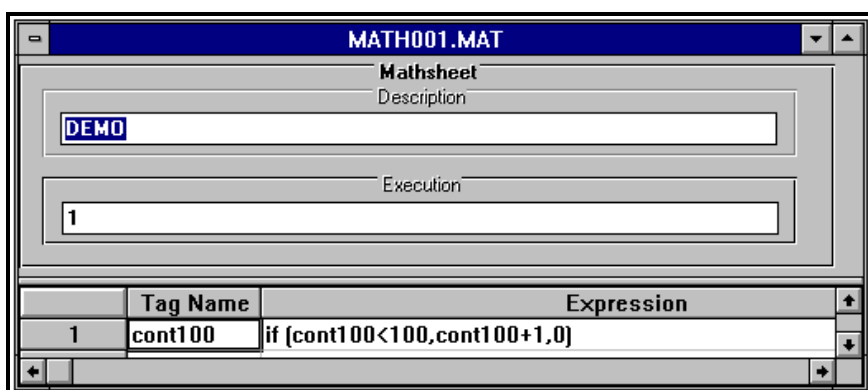 MATH001.MAT
Mathsheet
Description
DEMO
Execution
1
Tag Name Expression
1 cont100 if (cont100<100,cont100+1,0)